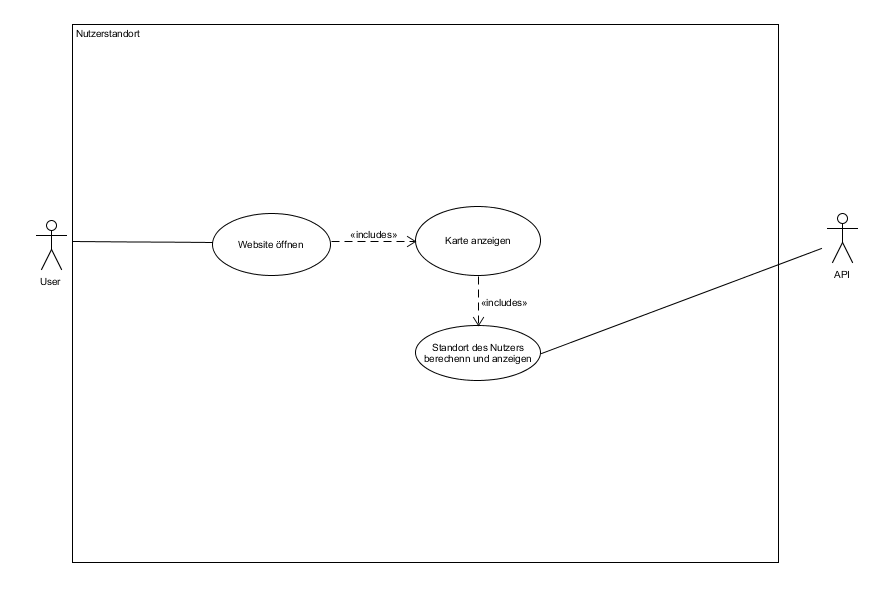 Nutzerstandort
Website öffnen
«includes»
Karte anzeigen
«includes»
Standort des Nutzers
berechenn und anzeigen
User
API